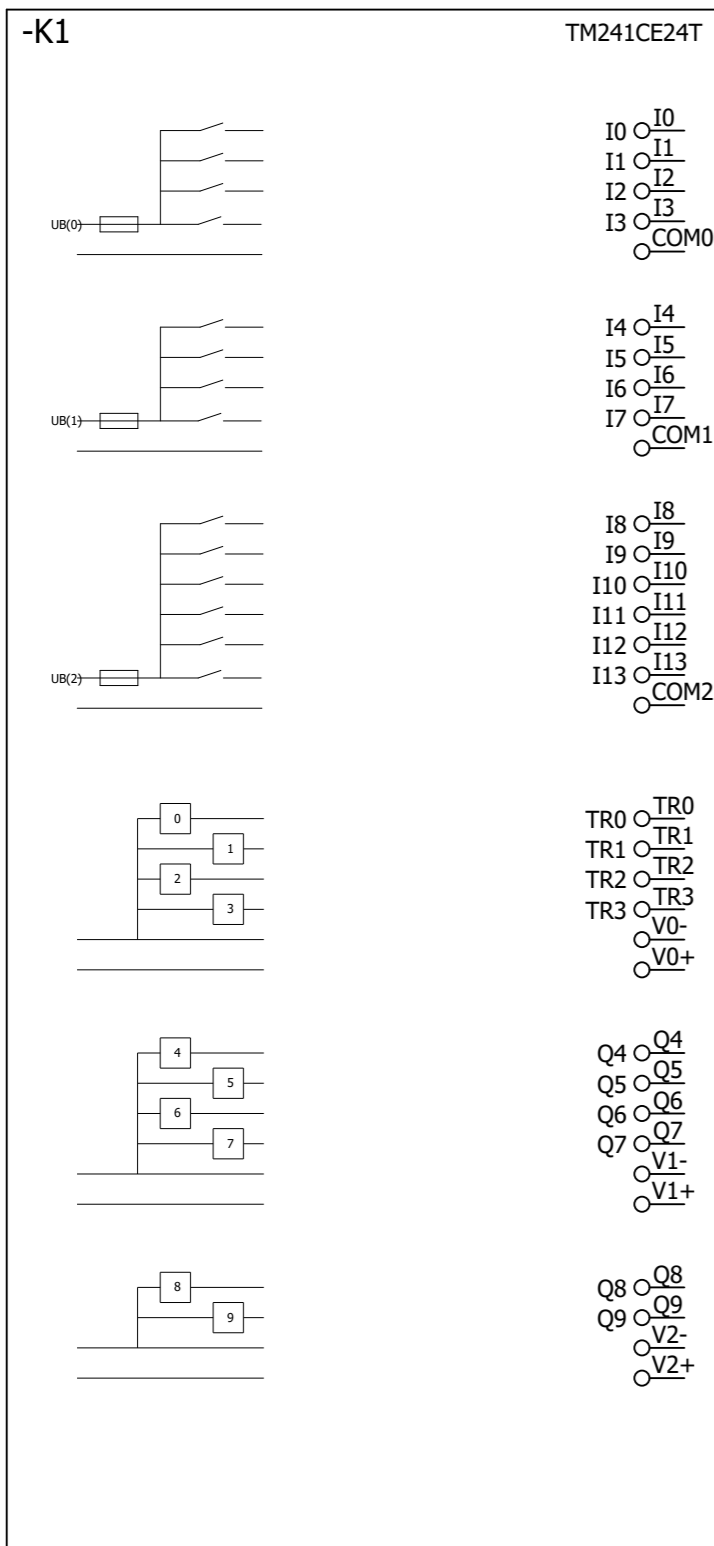 -K1 TM241CE24T
I0 I0
I1 I1
I2 I2
UB(0) I3 I3
COM0
I4 I4
I5 I5
I6 I6
UB(1) I7 I7
COM1
I8 I8
I9 I9
I10 I10
I11 I11
I12 I12
UB(2) I13 I13
COM2
0 TR0 TR0
1 TR1 TR1
2 TR2 TR2
3 TR3 TR3
V0-
V0+
4 Q4 Q4
5 Q5 Q5
6 Q6 Q6
7 Q7 Q7
V1-
V1+
8 Q8 Q8
9 Q9 Q9
V2-
V2+